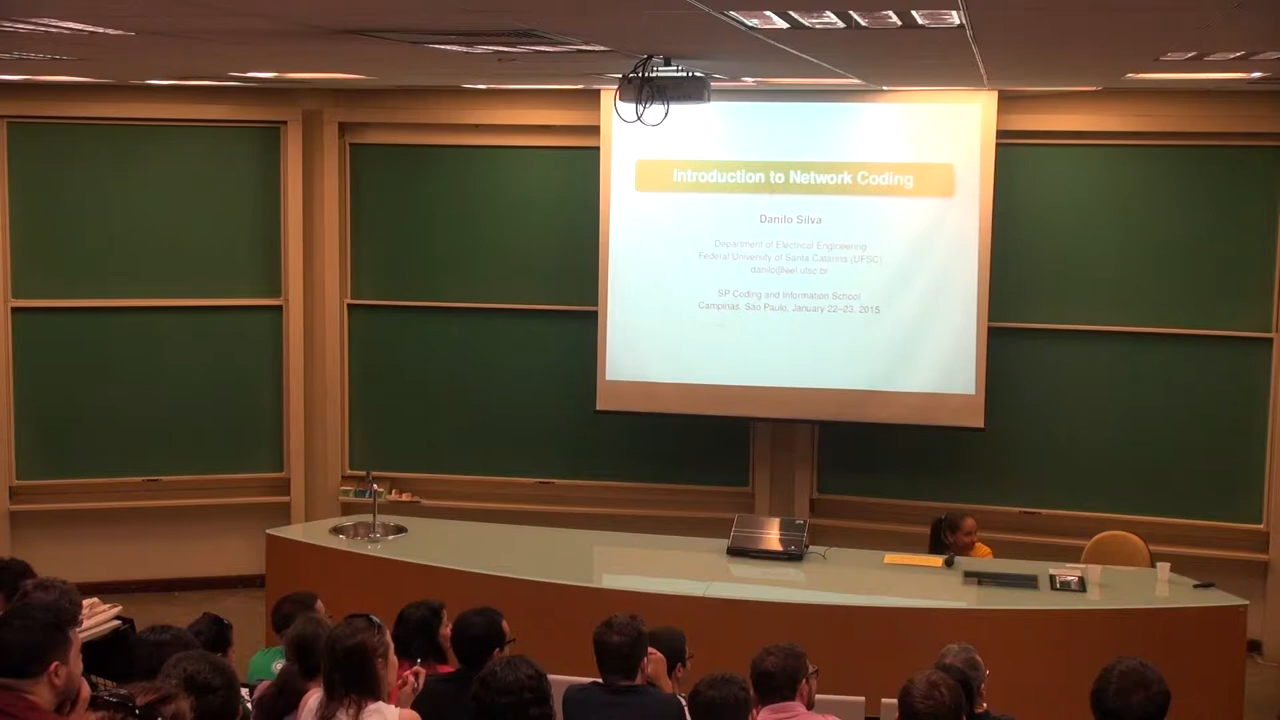 Introduction to Network Coding
Danilo Silva
Department of Electrical Engineering
Federal University of Santa Catarina (UFSC)
danilo@eel.ufsc.br
SP Coding and Information School
Campinas, São Paulo, January 22–23, 2015